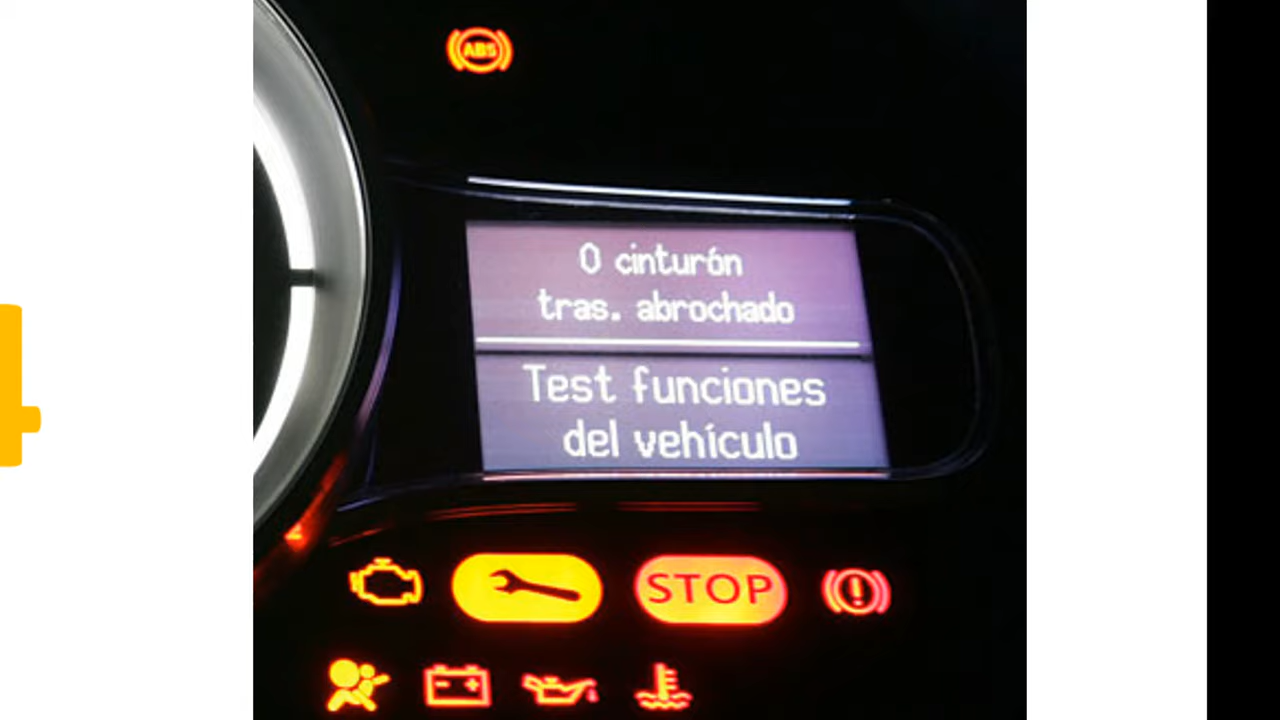 ABS
0 cinturón
tras. abrochado
Test funciones
del vehículo
STOP